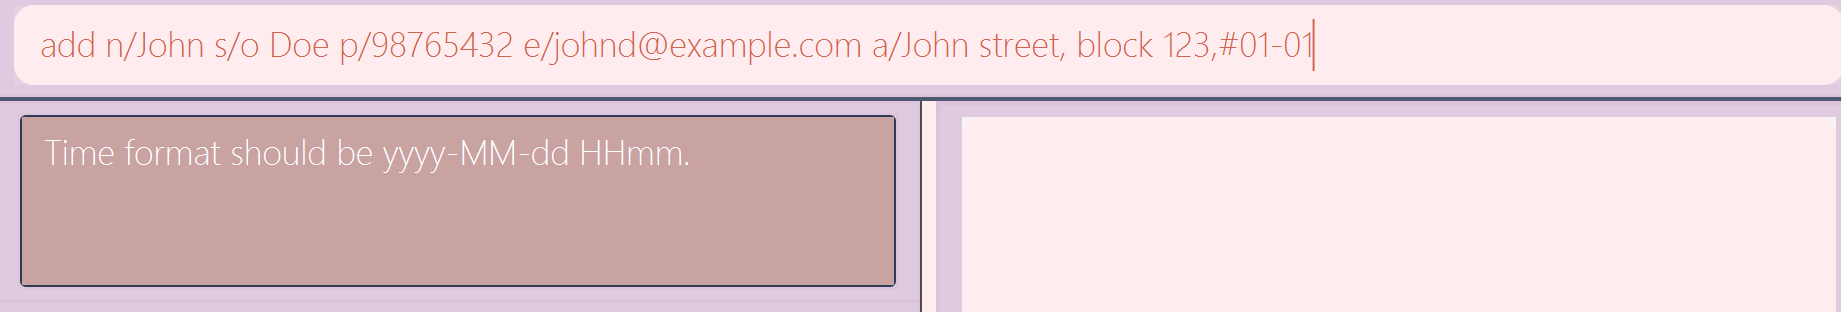 add n/John s/o Doe p/98765432 e/johnd@example.com a/John street, block 123,#01-01
Time format should be yyyy-MM-dd HHmm.